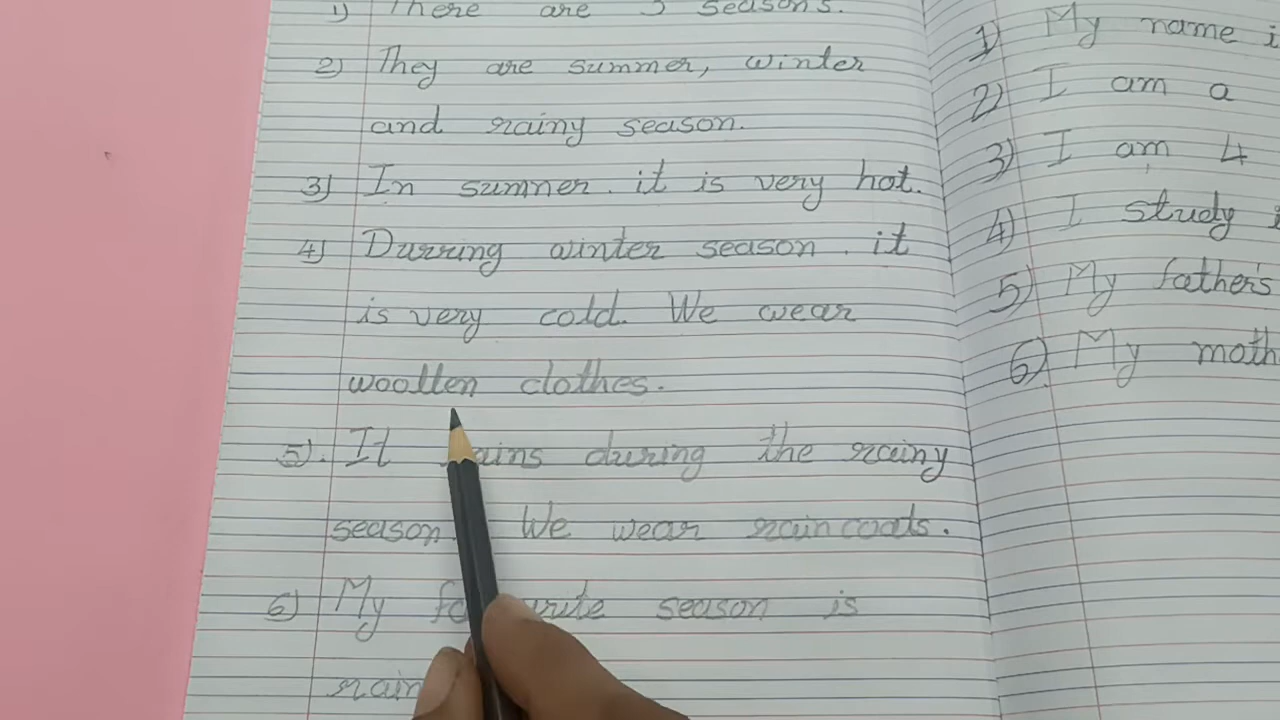 1) There are 3 seasons.
2) They are summer, winter
and rainy season.
3) In sumner. it is very hot.
4) Durring winter season. it
is very cold. We wear
woollen clothes.
5). It rains during the rainy
season. We wear raincoats.
6) My season is
1) My name
2) I am a
3) I am 4
4) I study
5) My father's
6) My